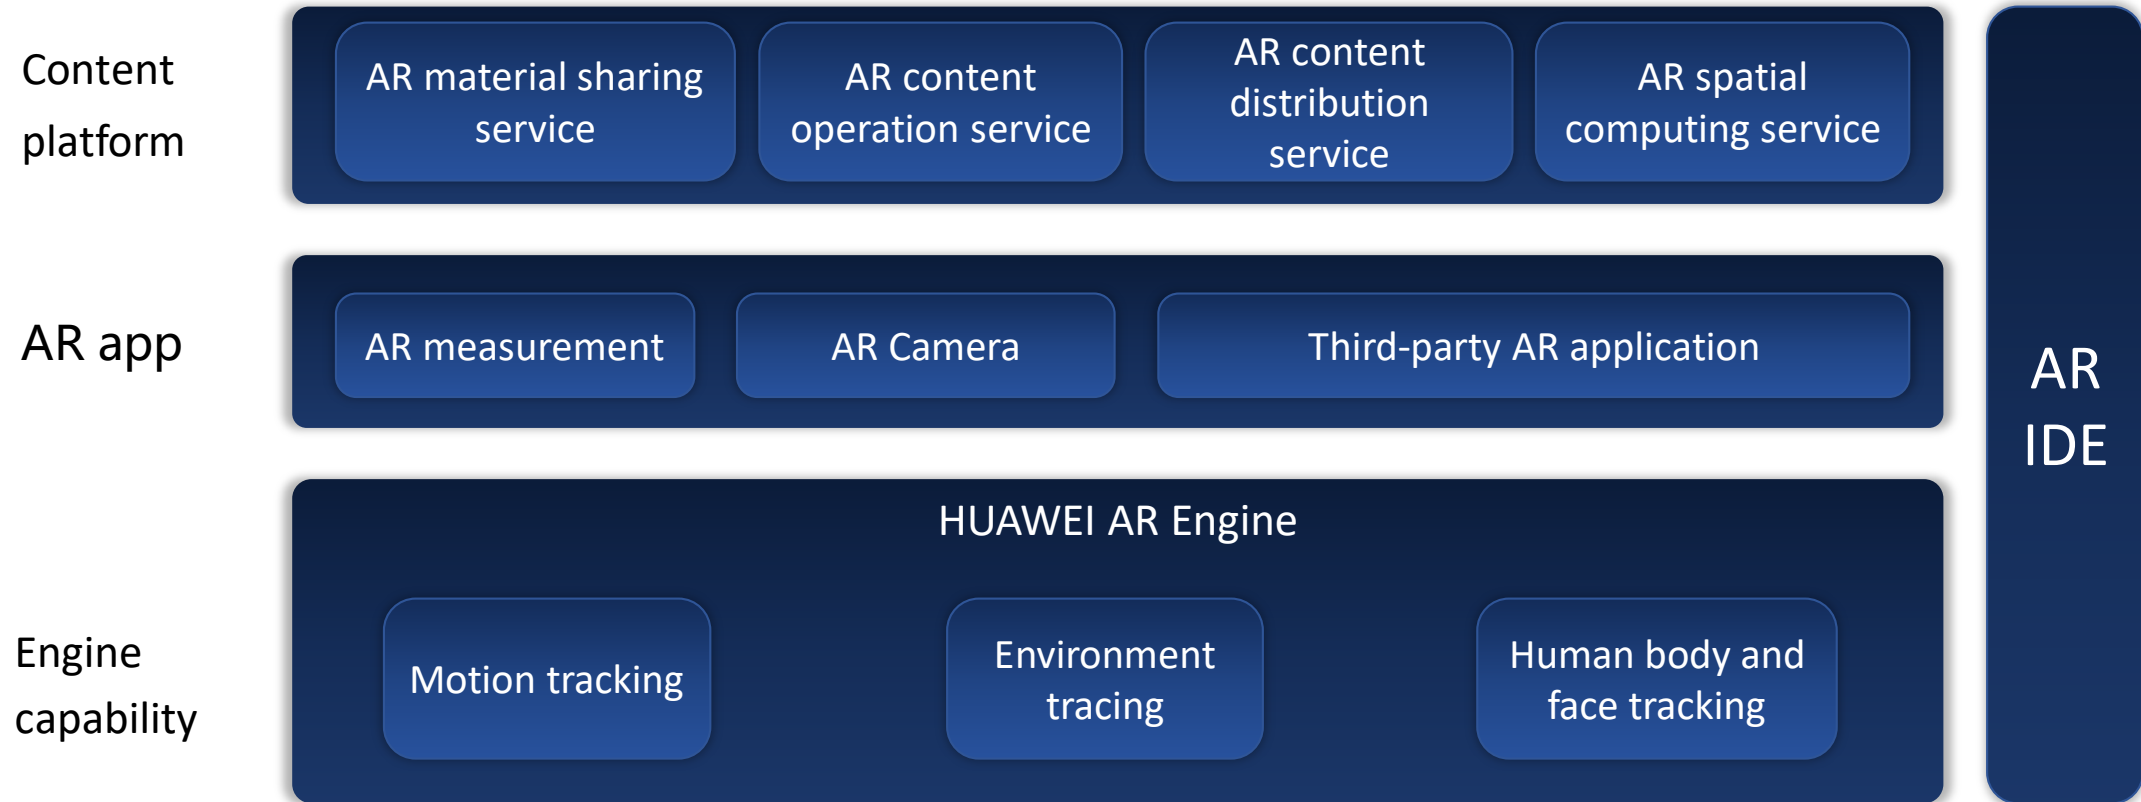 Content
platform
AR material sharing
service
AR content
operation service
AR content
distribution
service
AR spatial
computing service
AR app
AR measurement
AR Camera
Third-party AR application
AR
IDE
HUAWEI AR Engine
Engine
capability
Motion tracking
Environment
tracing
Human body and
face tracking